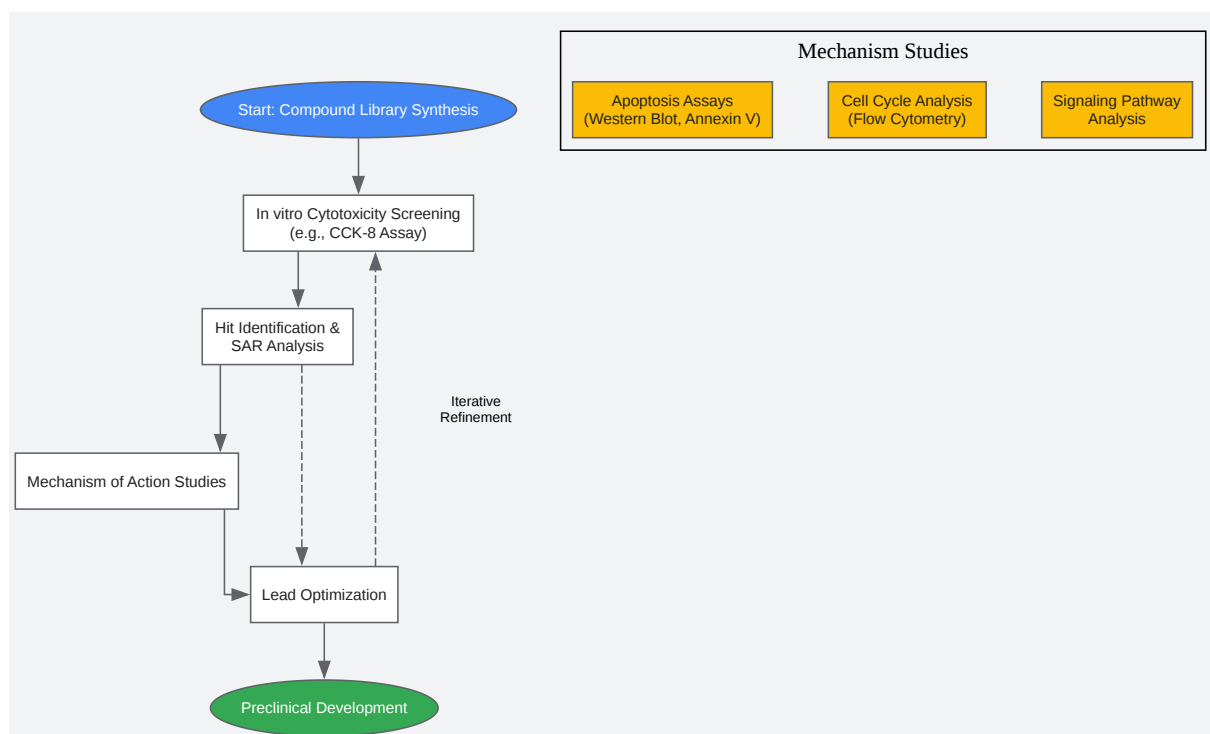 Mechanism Studies
Apoptosis Assays
(Western Blot, Annexin V)
Cell Cycle Analysis
(Flow Cytometry)
Signaling Pathway
Analysis
Start: Compound Library Synthesis
In vitro Cytotoxicity Screening
(e.g., CCK-8 Assay)
Hit Identification &
SAR Analysis
Iterative
Refinement
Mechanism of Action Studies
Lead Optimization
Preclinical Development